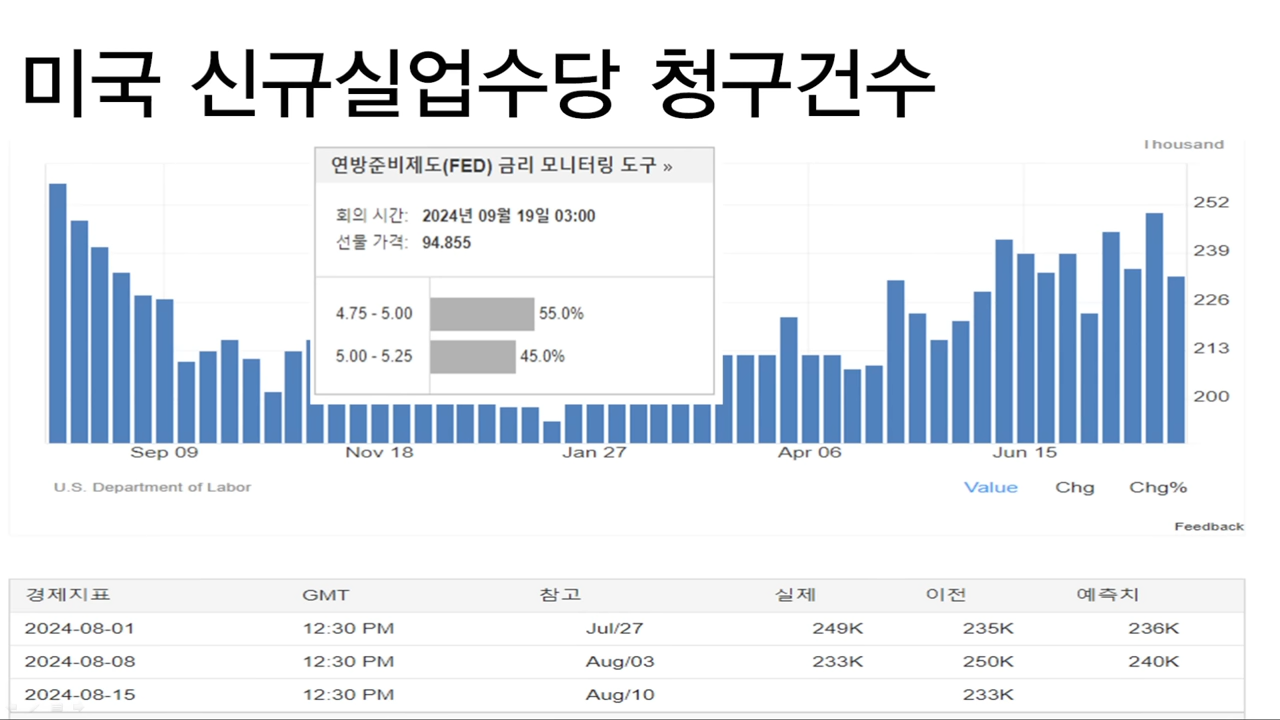 미국 신규실업수당 청구건수
Thousand
연방준비제도(FED) 금리 모니터링 도구 »
회의 시간: 2024년 09월 19일 03:00
선물 가격: 94.855
4.75 - 5.00 55.0%
5.00 - 5.25 45.0%
252
239
226
213
200
Sep 09 Nov 18 Jan 27 Apr 06 Jun 15
U.S. Department of Labor Value Chg Chg%
Feedback
경제지표 GMT 참고 실제 이전 예측치
2024-08-01 12:30 PM Jul/27 249K 235K 236K
2024-08-08 12:30 PM Aug/03 233K 250K 240K
2024-08-15 12:30 PM Aug/10 233K